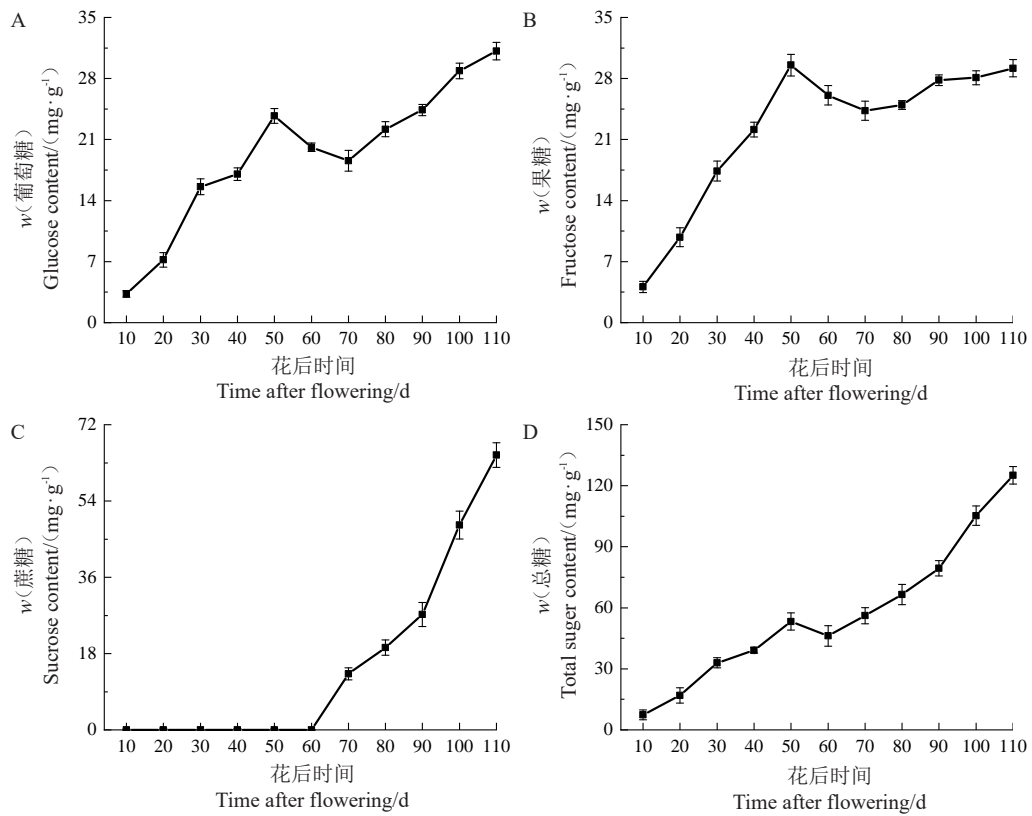 A
35
28
21
14
7
0
w（葡萄糖）
Glucose content/（mg·g⁻¹）
10 20 30 40 50 60 70 80 90 100 110
花后时间
Time after flowering/d
B
35
28
21
14
7
0
w（果糖）
Fructose content/（mg·g⁻¹）
10 20 30 40 50 60 70 80 90 100 110
花后时间
Time after flowering/d
C
72
54
36
18
0
w（蔗糖）
Sucrose content/（mg·g⁻¹）
10 20 30 40 50 60 70 80 90 100 110
花后时间
Time after flowering/d
D
150
120
90
60
30
0
w（总糖）
Total suger content/（mg·g⁻¹）
10 20 30 40 50 60 70 80 90 100 110
花后时间
Time after flowering/d